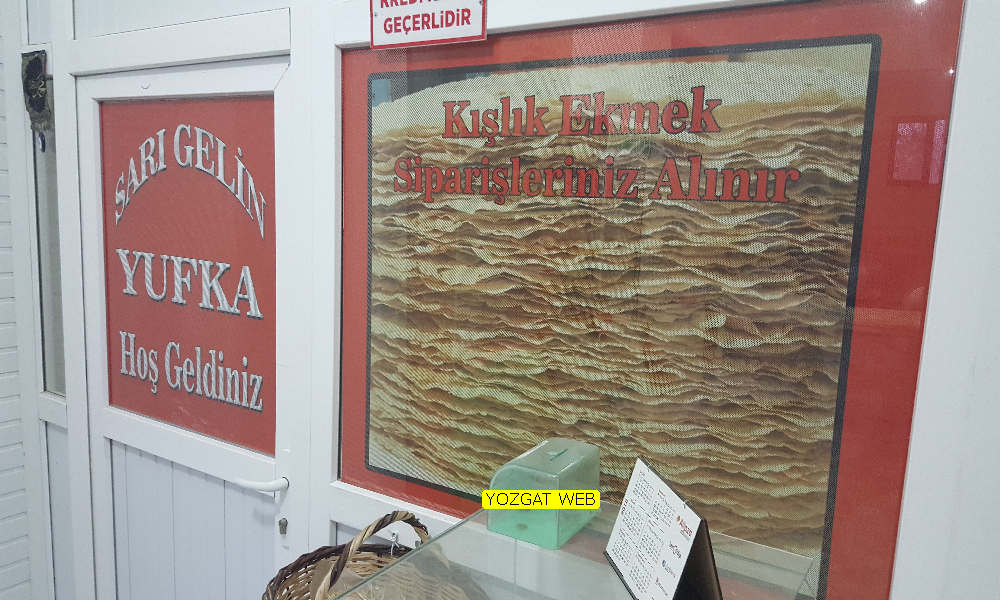 GEÇERLİDİR
Kışlık Ekmek
Siparişleriniz Alınır
SARI GELİN
YUFKA
Hoş Geldiniz
YOZGAT WEB